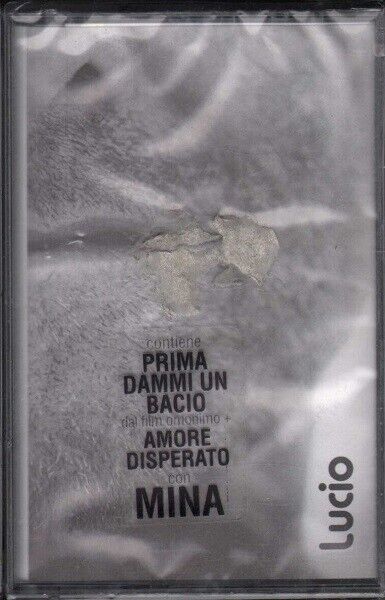 contiene
PRIMA
DAMMI UN
BACIO
dal film omonimo +
AMORE
DISPERATO
con
MINA
Lucio